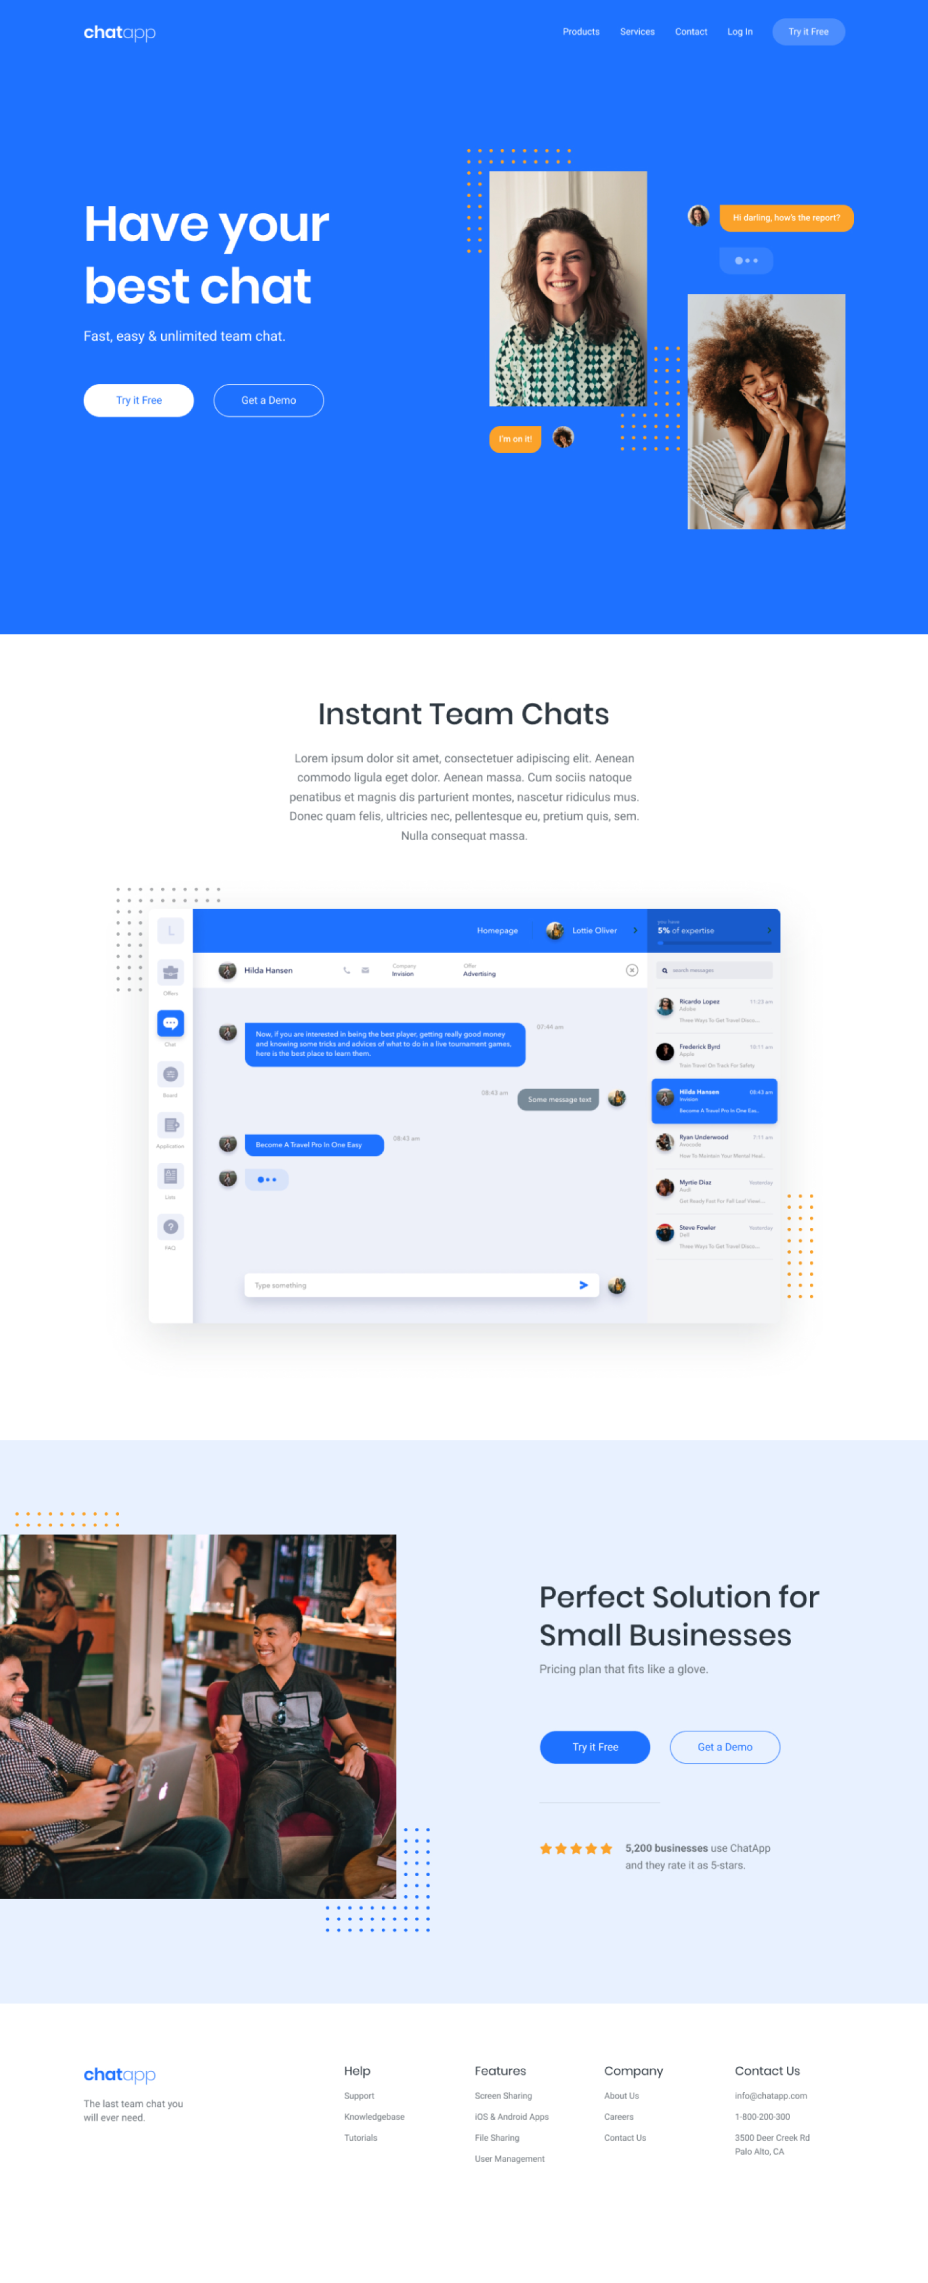 chatapp
Products
Services
Contact
Log In
Try it Free
Have your
best chat
Fast, easy & unlimited team chat.
Try it Free
Get a Demo
Hi darling, how's the report?
I'm on it!
Instant Team Chats
Lorem ipsum dolor sit amet, consectetuer adipiscing elit. Aenean
commodo ligula eget dolor. Aenean massa. Cum sociis natoque
penatibus et magnis dis parturient montes, nascetur ridiculus mus.
Donec quam felis, ultricies nec, pellentesque eu, pretium quis, sem.
Nulla consequat massa.
L
Offers
Chat
Board
Application
Lists
FAQ
Homepage
Lottie Oliver
you have
5% of expertise
Hilda Hansen
Company
Invision
Offer
Advertising
search messages
Now, if you are interested in being the best player, getting really good money
and knowing some tricks and advices of what to do in a live tournament games,
here is the best place to learn them.
07:44 am
08:43 am
Some message text
Become A Travel Pro In One Easy
08:43 am
Type something
Ricardo Lopez
11:23 am
Adobe
Three Ways To Get Travel Disco...
Frederick Byrd
10:11 am
Apple
Train Travel On Track For Safety
Hilda Hansen
08:43 am
Invision
Become A Travel Pro In One Eas..
Ryan Underwood
7:11 am
Avocode
How To Maintain Your Mental Heal..
Myrtie Diaz
Yesterday
Audi
Get Ready Fast For Fall Leaf Viewi...
Steve Fowler
Yesterday
Dell
Three Ways To Get Travel Disco...
Perfect Solution for
Small Businesses
Pricing plan that fits like a glove.
Try it Free
Get a Demo
5,200 businesses use ChatApp
and they rate it as 5-stars.
chatapp
The last team chat you
will ever need.
Help
Support
Knowledgebase
Tutorials
Features
Screen Sharing
iOS & Android Apps
File Sharing
User Management
Company
About Us
Careers
Contact Us
Contact Us
info@chatapp.com
1-800-200-300
3500 Deer Creek Rd
Palo Alto, CA